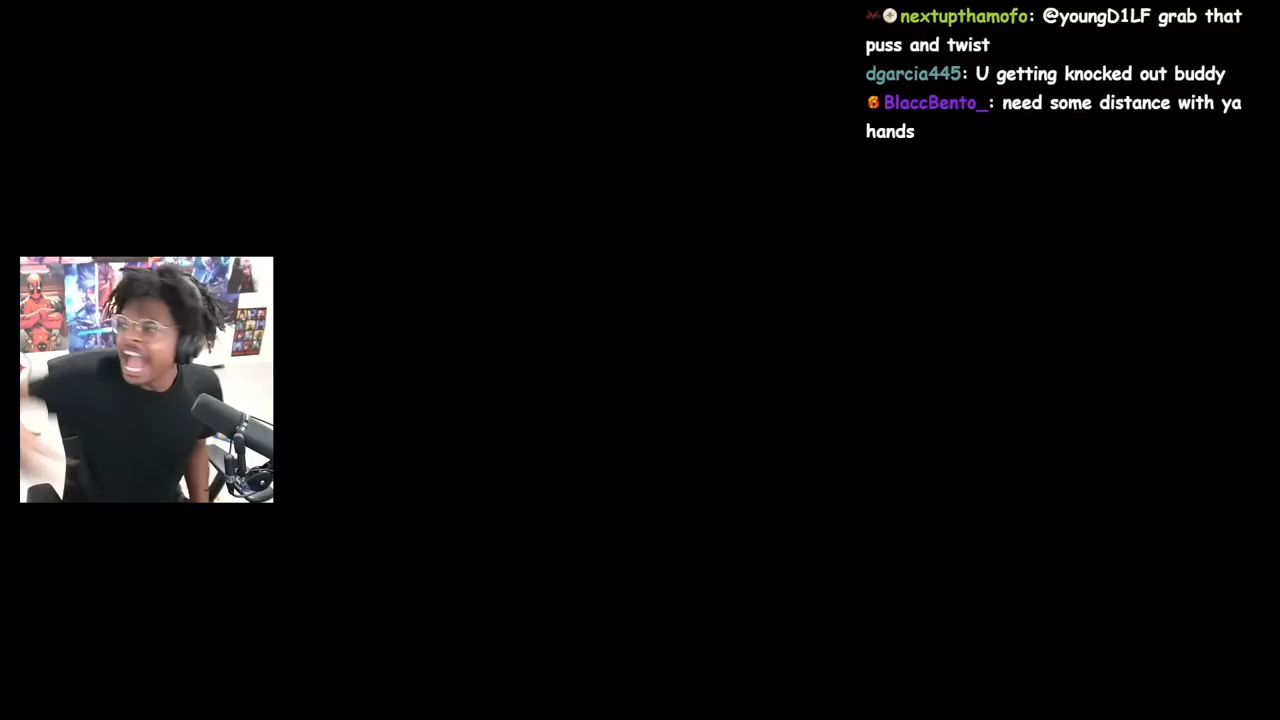 nextupthamofo: @youngD1LF grab that
puss and twist
dgarcia445: U getting knocked out buddy
BlaccBento_: need some distance with ya
hands